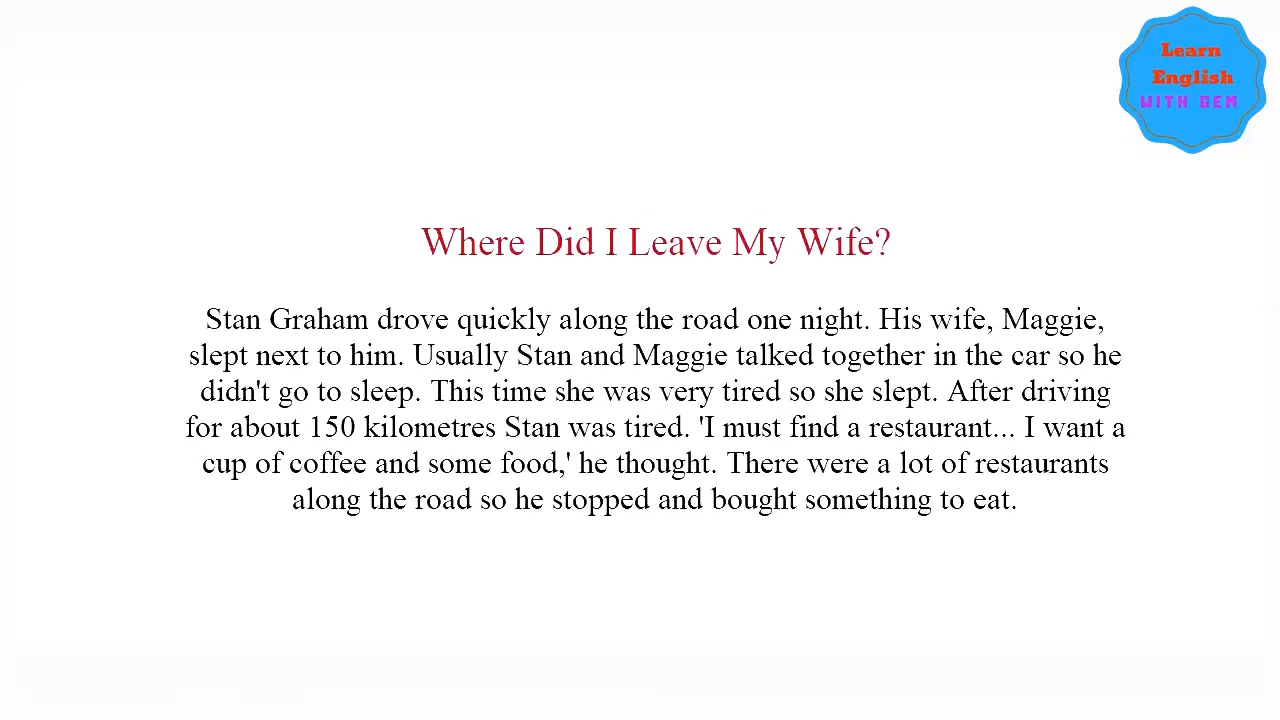 Learn
English
WITH GEM
Where Did I Leave My Wife?
Stan Graham drove quickly along the road one night. His wife, Maggie,
slept next to him. Usually Stan and Maggie talked together in the car so he
didn't go to sleep. This time she was very tired so she slept. After driving
for about 150 kilometres Stan was tired. 'I must find a restaurant... I want a
cup of coffee and some food,' he thought. There were a lot of restaurants
along the road so he stopped and bought something to eat.